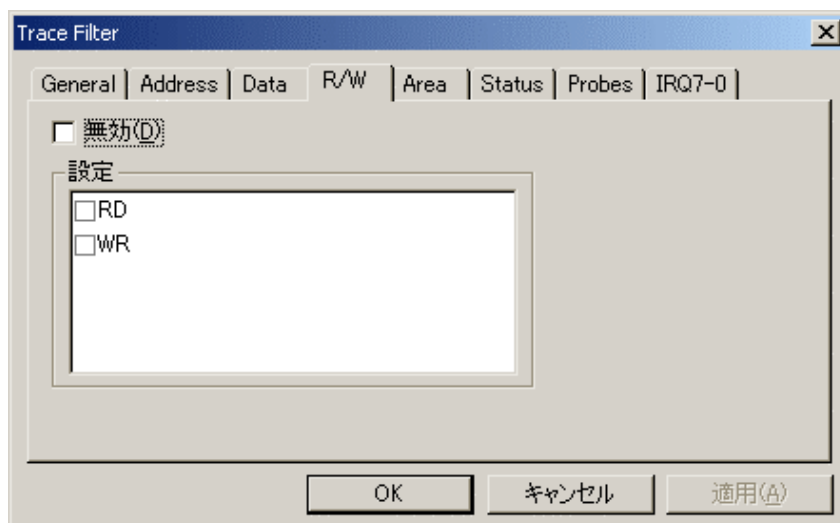 Trace Filter
General Address Data R/W Area Status Probes IRQ7-0
無効(D)
設定
RD
WR
OK キャンセル 適用(A)